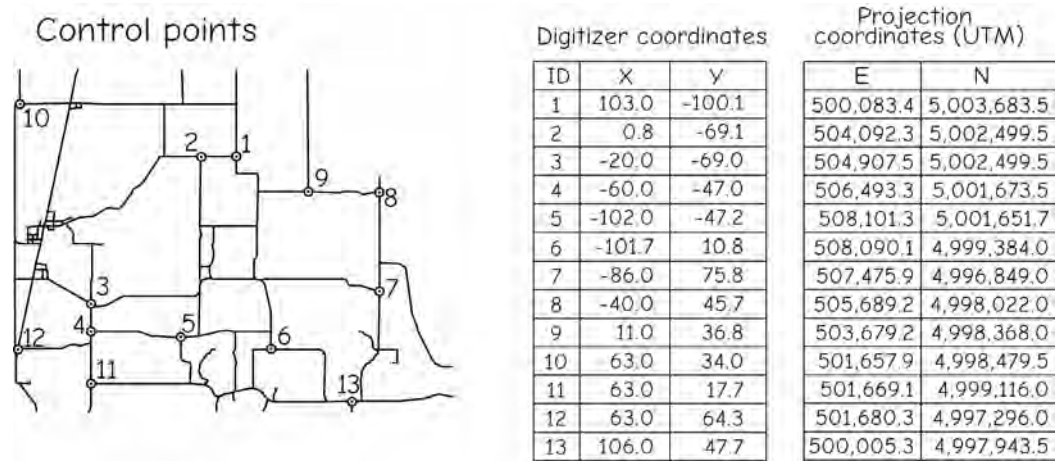 Control points
10
2
1
9
8
3
7
4
5
6
12
11
13
Digitizer coordinates
ID X y
1 103.0 -100.1
2 0.8 -69.1
3 -20.0 -69.0
4 -60.0 -47.0
5 -102.0 -47.2
6 -101.7 10.8
7 -86.0 75.8
8 -40.0 45.7
9 11.0 36.8
10 63.0 34.0
11 63.0 17.7
12 63.0 64.3
13 106.0 47.7
Projection
coordinates (UTM)
E N
500,083.4 5,003,683.5
504,092.3 5,002,499.5
504,907.5 5,002,499.5
506,493.3 5,001,673.5
508,101.3 5,001,651.7
508,090.1 4,999,384.0
507,475.9 4,996,849.0
505,689.2 4,998,022.0
503,679.2 4,998,368.0
501,657.9 4,998,479.5
501,669.1 4,999,116.0
501,680.3 4,997,296.0
500,005.3 4,997,943.5